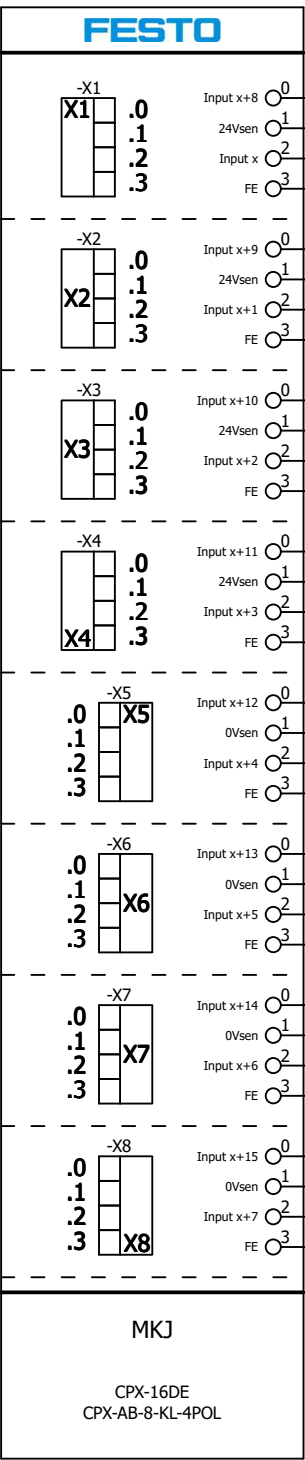 FESTO
-X1
X1
.0
.1
.2
.3
Input x+8 0
24Vsen 1
Input x 2
FE 3
-X2
X2
.0
.1
.2
.3
Input x+9 0
24Vsen 1
Input x+1 2
FE 3
-X3
X3
.0
.1
.2
.3
Input x+10 0
24Vsen 1
Input x+2 2
FE 3
-X4
X4
.0
.1
.2
.3
Input x+11 0
24Vsen 1
Input x+3 2
FE 3
-X5
X5
.0
.1
.2
.3
Input x+12 0
0Vsen 1
Input x+4 2
FE 3
-X6
X6
.0
.1
.2
.3
Input x+13 0
0Vsen 1
Input x+5 2
FE 3
-X7
X7
.0
.1
.2
.3
Input x+14 0
0Vsen 1
Input x+6 2
FE 3
-X8
X8
.0
.1
.2
.3
Input x+15 0
0Vsen 1
Input x+7 2
FE 3
MKJ
CPX-16DE
CPX-AB-8-KL-4POL